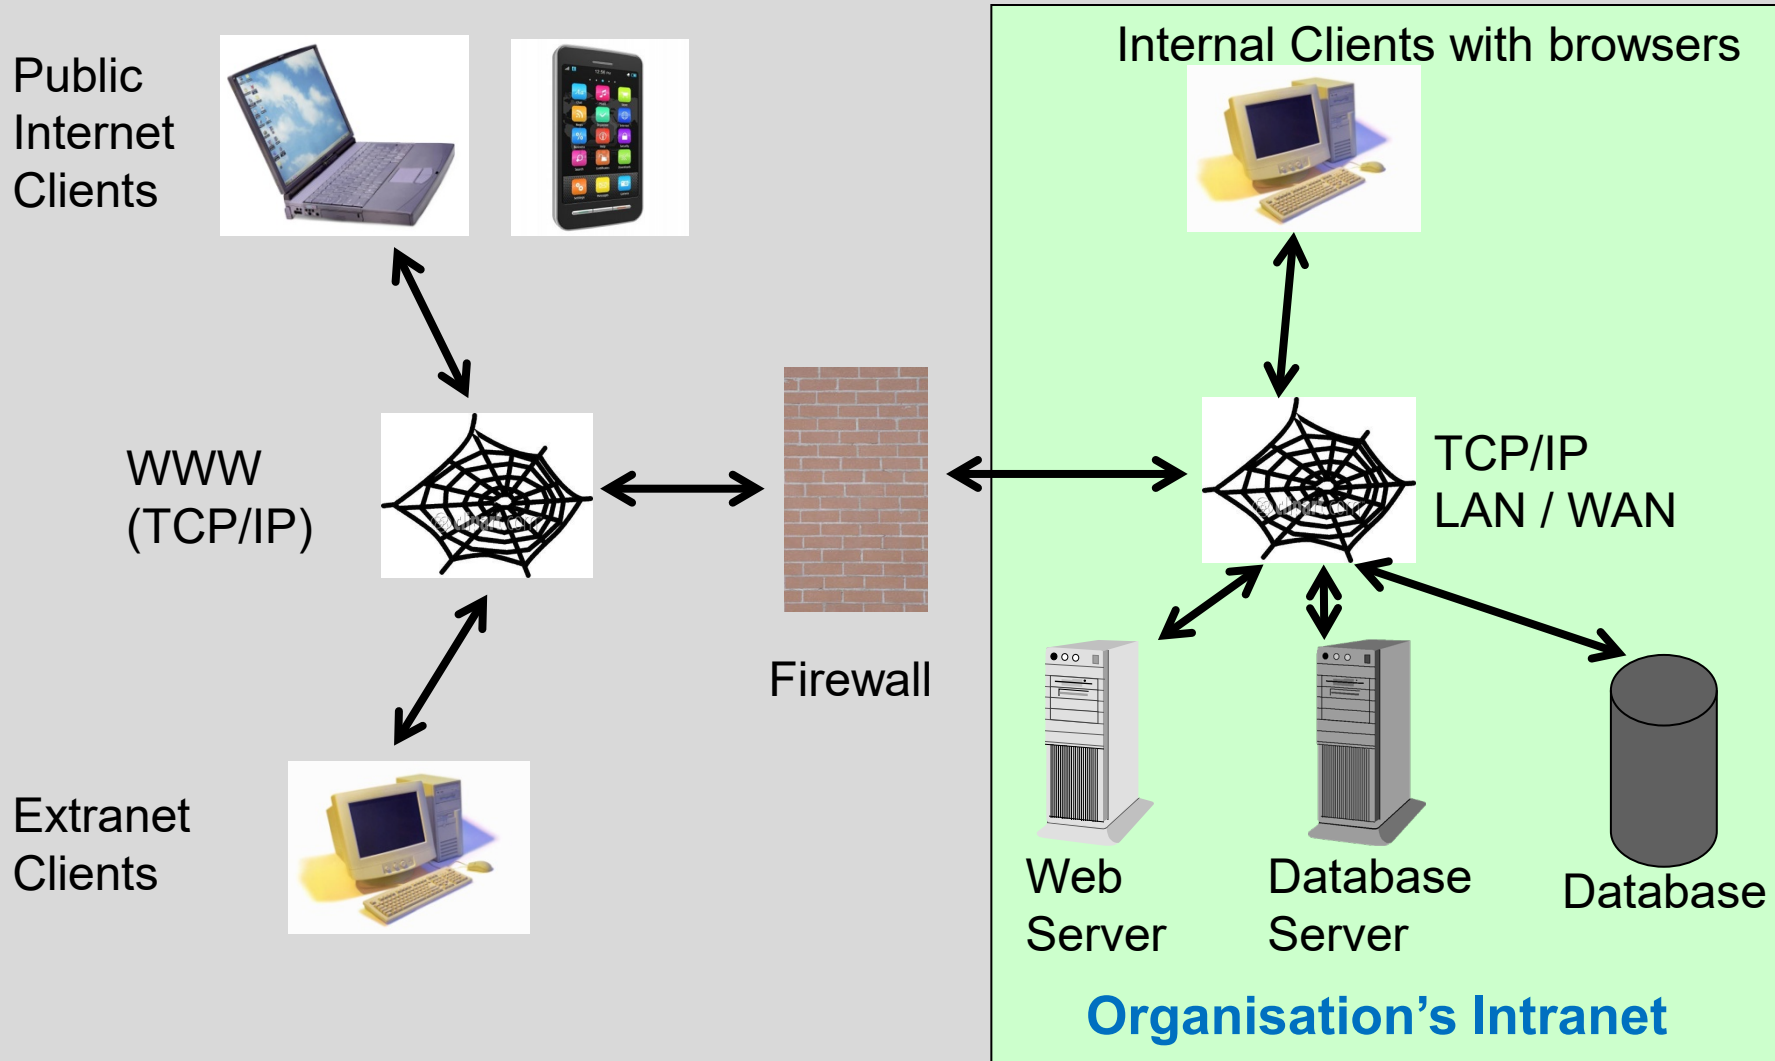 Public
Internet
Clients
Internal Clients with browsers
WWW
(TCP/IP)
TCP/IP
LAN / WAN
Firewall
Extranet
Clients
Web
Server
Database
Server
Database
Organisation’s Intranet